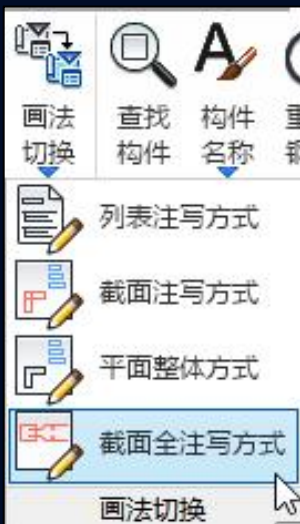 画法 查找 构件
切换 构件 名称
列表注写方式
截面注写方式
平面整体方式
截面全注写方式
画法切换